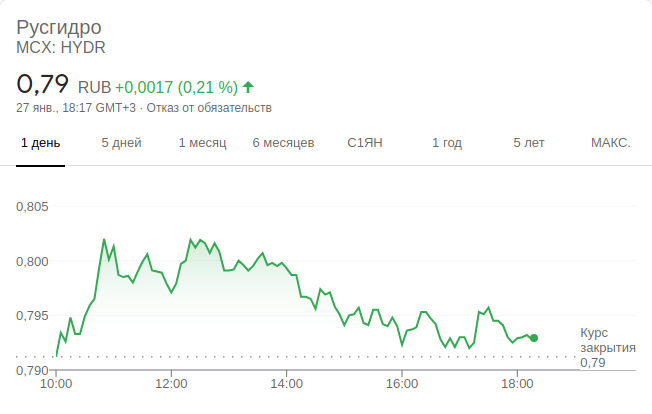 Русгидро
MCX: HYDR
0,79 RUB +0,0017 (0,21 %)
27 янв., 18:17 GMT+3 · Отказ от обязательств
1 день 5 дней 1 месяц 6 месяцев С1ЯН 1 год 5 лет МАКС.
0,805
0,800
0,795
Курс
закрытия
0,79
0,790
10:00 12:00 14:00 16:00 18:00